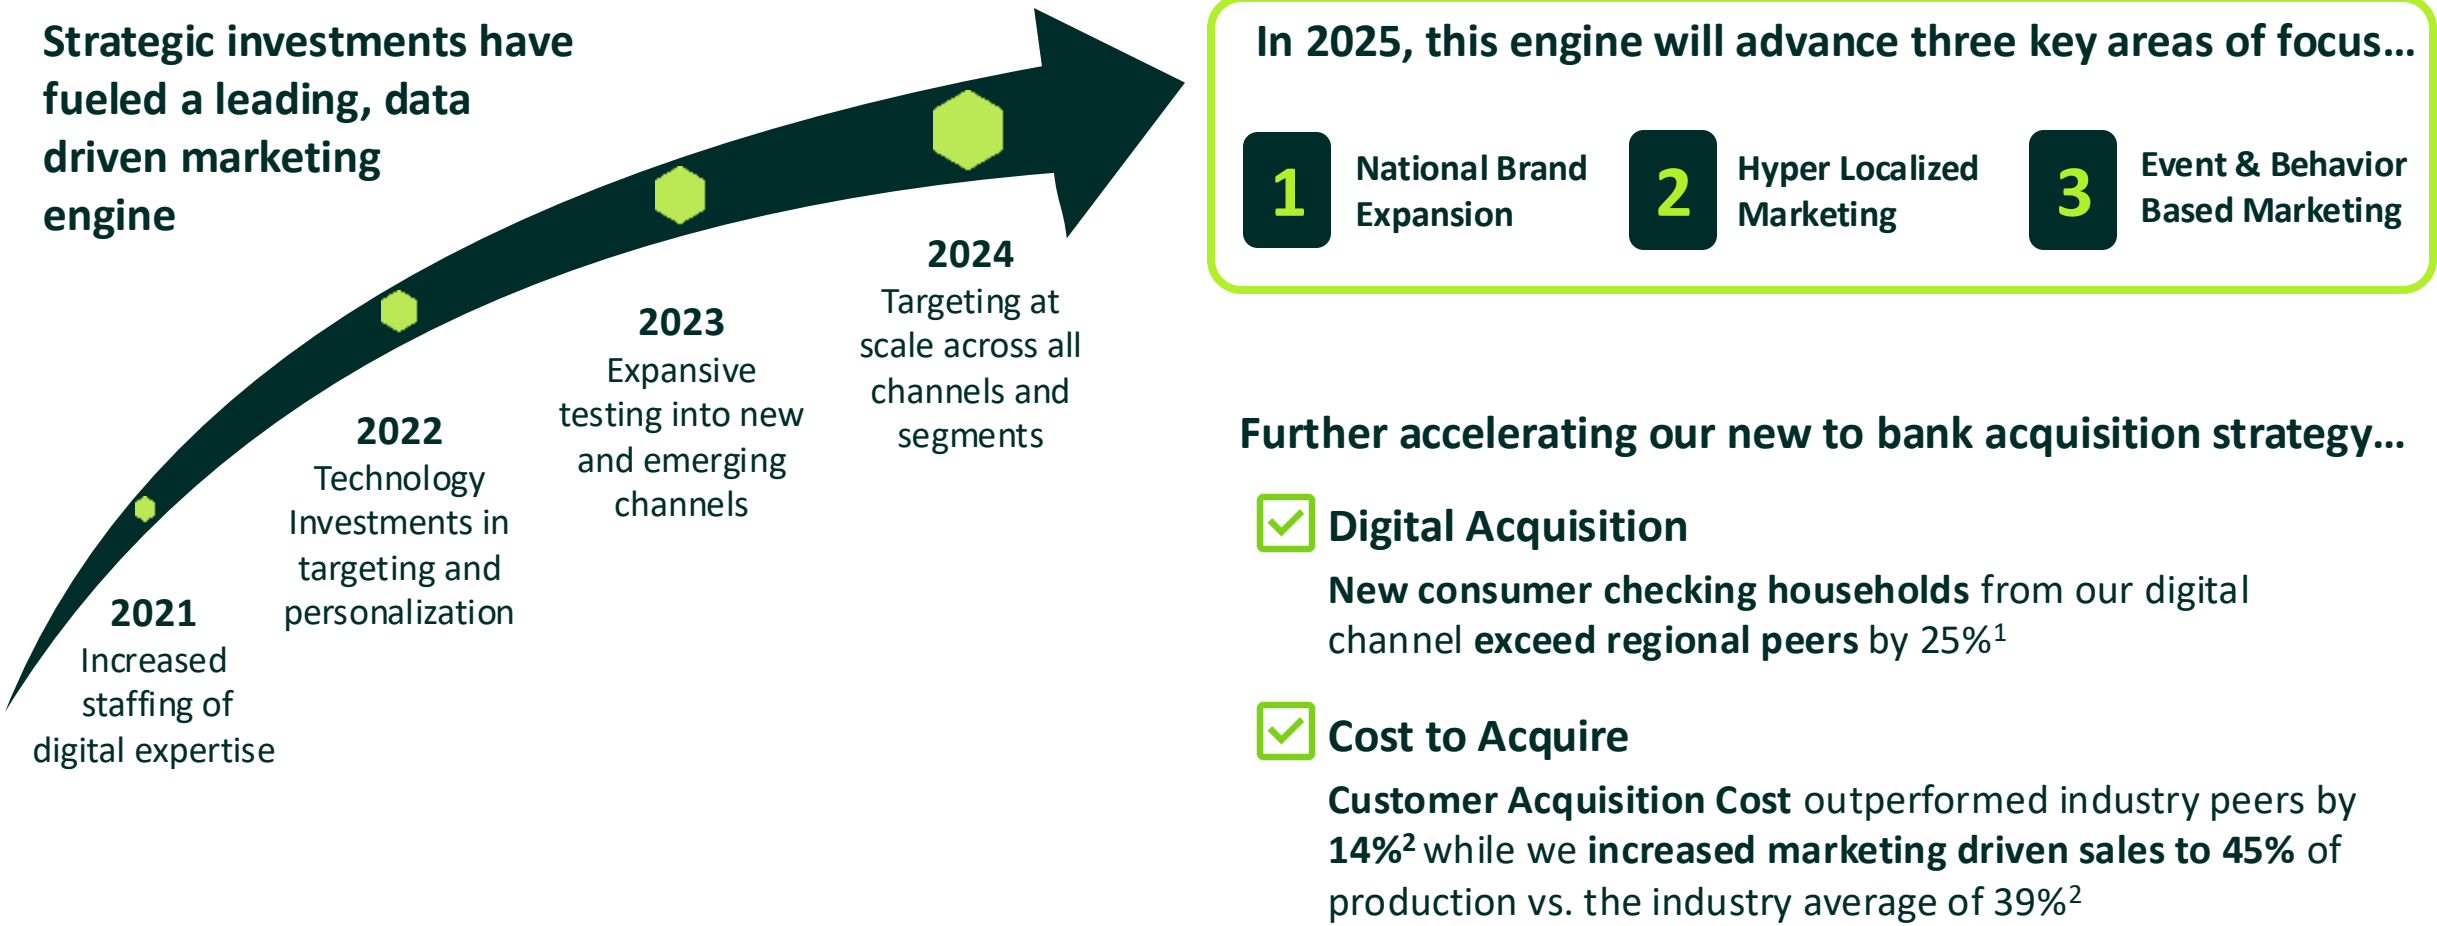 Strategic investments have
fueled a leading, data
driven marketing
engine
2021
Increased
staffing of
digital expertise
2022
Technology
Investments in
targeting and
personalization
2023
Expansive
testing into new
and emerging
channels
2024
Targeting at
scale across all
channels and
segments
In 2025, this engine will advance three key areas of focus…
1
National Brand
Expansion
2
Hyper Localized
Marketing
3
Event & Behavior
Based Marketing
Further accelerating our new to bank acquisition strategy…
Digital Acquisition
New consumer checking households from our digital
channel exceed regional peers by 25%¹
Cost to Acquire
Customer Acquisition Cost outperformed industry peers by
14%² while we increased marketing driven sales to 45% of
production vs. the industry average of 39%²